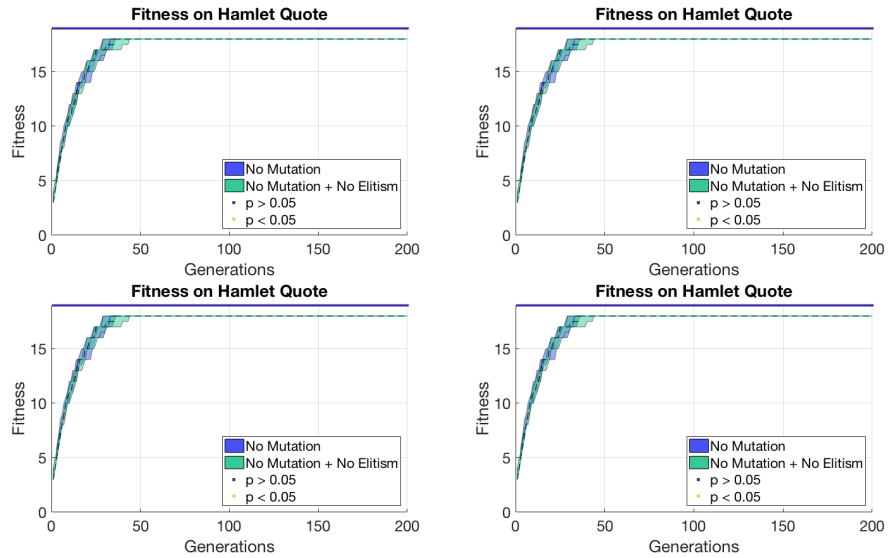 Fitness on Hamlet Quote
Fitness
15
10
5
0
No Mutation
No Mutation + No Elitism
p > 0.05
p < 0.05
0 50 100 150 200
Generations
Fitness on Hamlet Quote
Fitness
15
10
5
0
No Mutation
No Mutation + No Elitism
p > 0.05
p < 0.05
0 50 100 150 200
Generations
Fitness on Hamlet Quote
Fitness
15
10
5
0
No Mutation
No Mutation + No Elitism
p > 0.05
p < 0.05
0 50 100 150 200
Generations
Fitness on Hamlet Quote
Fitness
15
10
5
0
No Mutation
No Mutation + No Elitism
p > 0.05
p < 0.05
0 50 100 150 200
Generations